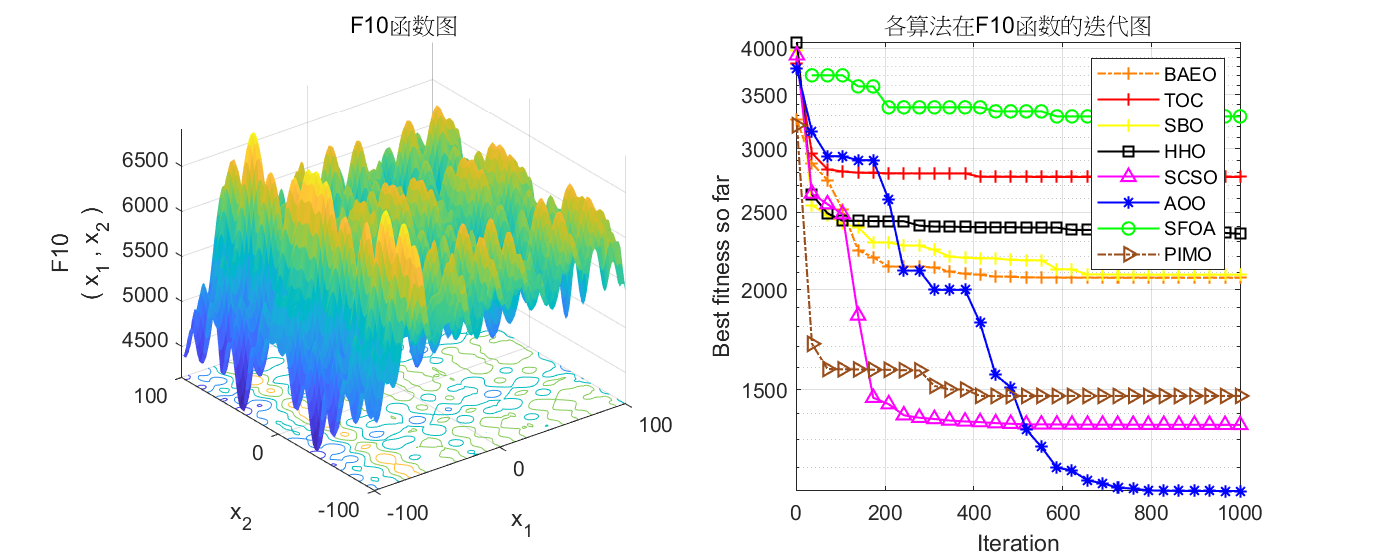 F10函数图
6500
6000
5500
5000
4500
F10
( x1 , x2 )
100
0
-100
x2
-100
0
100
x1
各算法在F10函数的迭代图
4000
3500
3000
2500
2000
1500
Best fitness so far
0
200
400
600
800
1000
Iteration
BAEO
TOC
SBO
HHO
SCSO
AOO
SFOA
PIMO